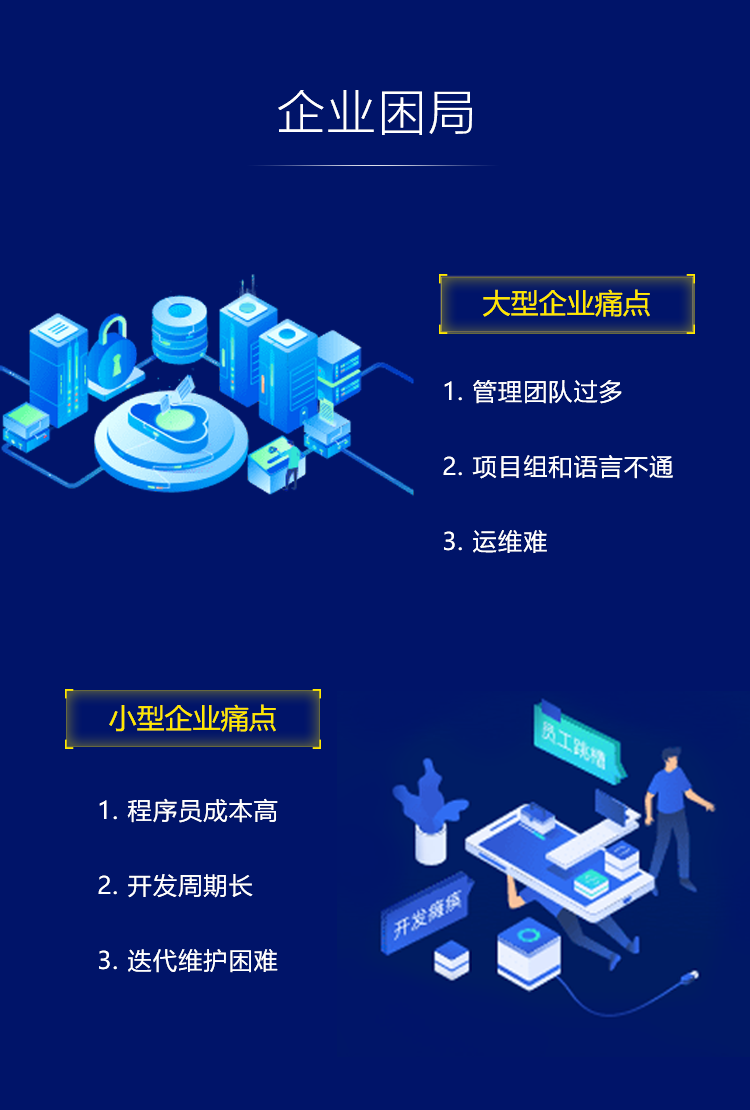 企业困局
大型企业痛点
1. 管理团队过多
2. 项目组和语言不通
3. 运维难
小型企业痛点
1. 程序员成本高
2. 开发周期长
3. 迭代维护困难
员工跳槽
开发瘫痪